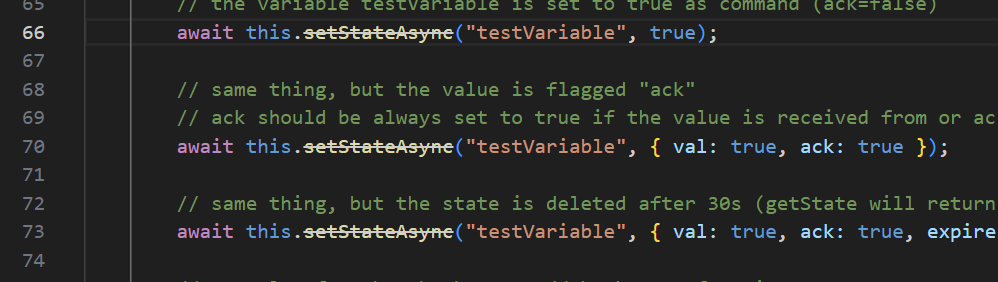 65 // the variable testVariable is set to true as command (ack=false)
66 await this.setStateAsync("testVariable", true);
67
68 // same thing, but the value is flagged "ack"
69 // ack should be always set to true if the value is received from or ac
70 await this.setStateAsync("testVariable", { val: true, ack: true });
71
72 // same thing, but the state is deleted after 30s (getState will return
73 await this.setStateAsync("testVariable", { val: true, ack: true, expire
74